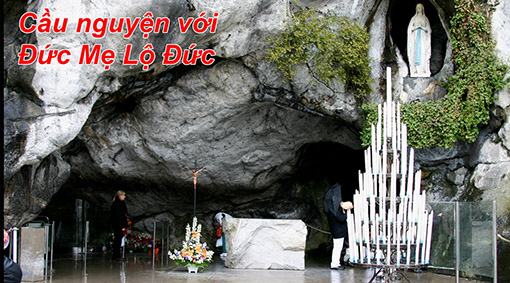 Cầu nguyện với
Đức Mẹ Lộ Đức